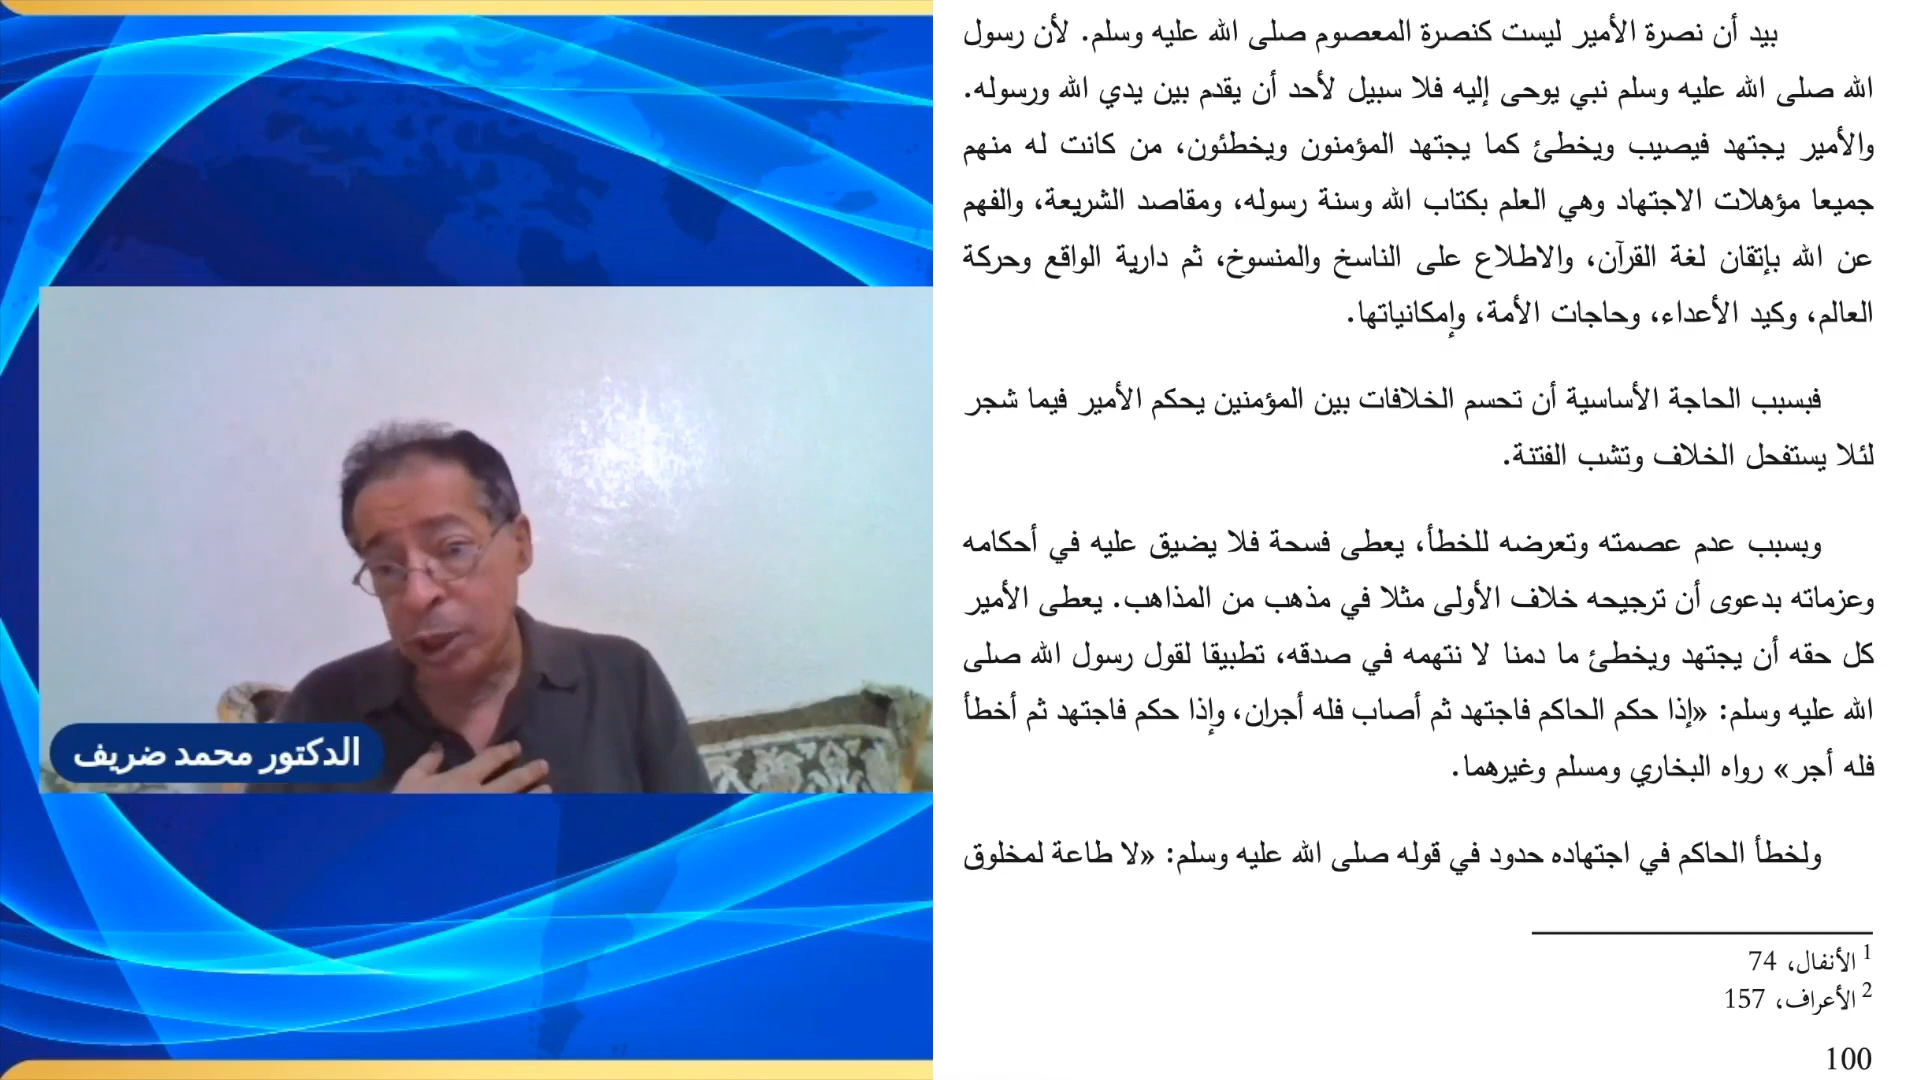 بيد أن نصرة الأمير ليست كنصرة المعصوم صلى الله عليه وسلم. لأن رسول
الله صلى الله عليه وسلم نبي يوحى إليه فلا سبيل لأحد أن يقدم بين يدي الله ورسوله.
والأمير يجتهد فيصيب ويخطئ كما يجتهد المؤمنون ويخطئون، من كانت له منهم
جميعا مؤهلات الاجتهاد وهي العلم بكتاب الله وسنة رسوله، ومقاصد الشريعة، والفهم
عن الله بإتقان لغة القرآن، والاطلاع على الناسخ والمنسوخ، ثم دارية الواقع وحركة
العالم، وكيد الأعداء، وحاجات الأمة، وإمكانياتها.
فبسبب الحاجة الأساسية أن تحسم الخلافات بين المؤمنين يحكم الأمير فيما شجر
لئلا يستفحل الخلاف وتشب الفتنة.
وبسبب عدم عصمته وتعرضه للخطأ، يعطى فسحة فلا يضيق عليه في أحكامه
وعزماته بدعوى أن ترجيحه خلاف الأولى مثلا في مذهب من المذاهب. يعطى الأمير
كل حقه أن يجتهد ويخطئ ما دمنا لا نتهمه في صدقه، تطبيقا لقول رسول الله صلى
الله عليه وسلم: «إذا حكم الحاكم فاجتهد ثم أصاب فله أجران، وإذا حكم فاجتهد ثم أخطأ
فله أجر» رواه البخاري ومسلم وغيرهما.
ولخطأ الحاكم في اجتهاده حدود في قوله صلى الله عليه وسلم: «لا طاعة لمخلوق
1 الأنفال، 74
2 الأعراف، 157
100
الدكتور محمد ضريف